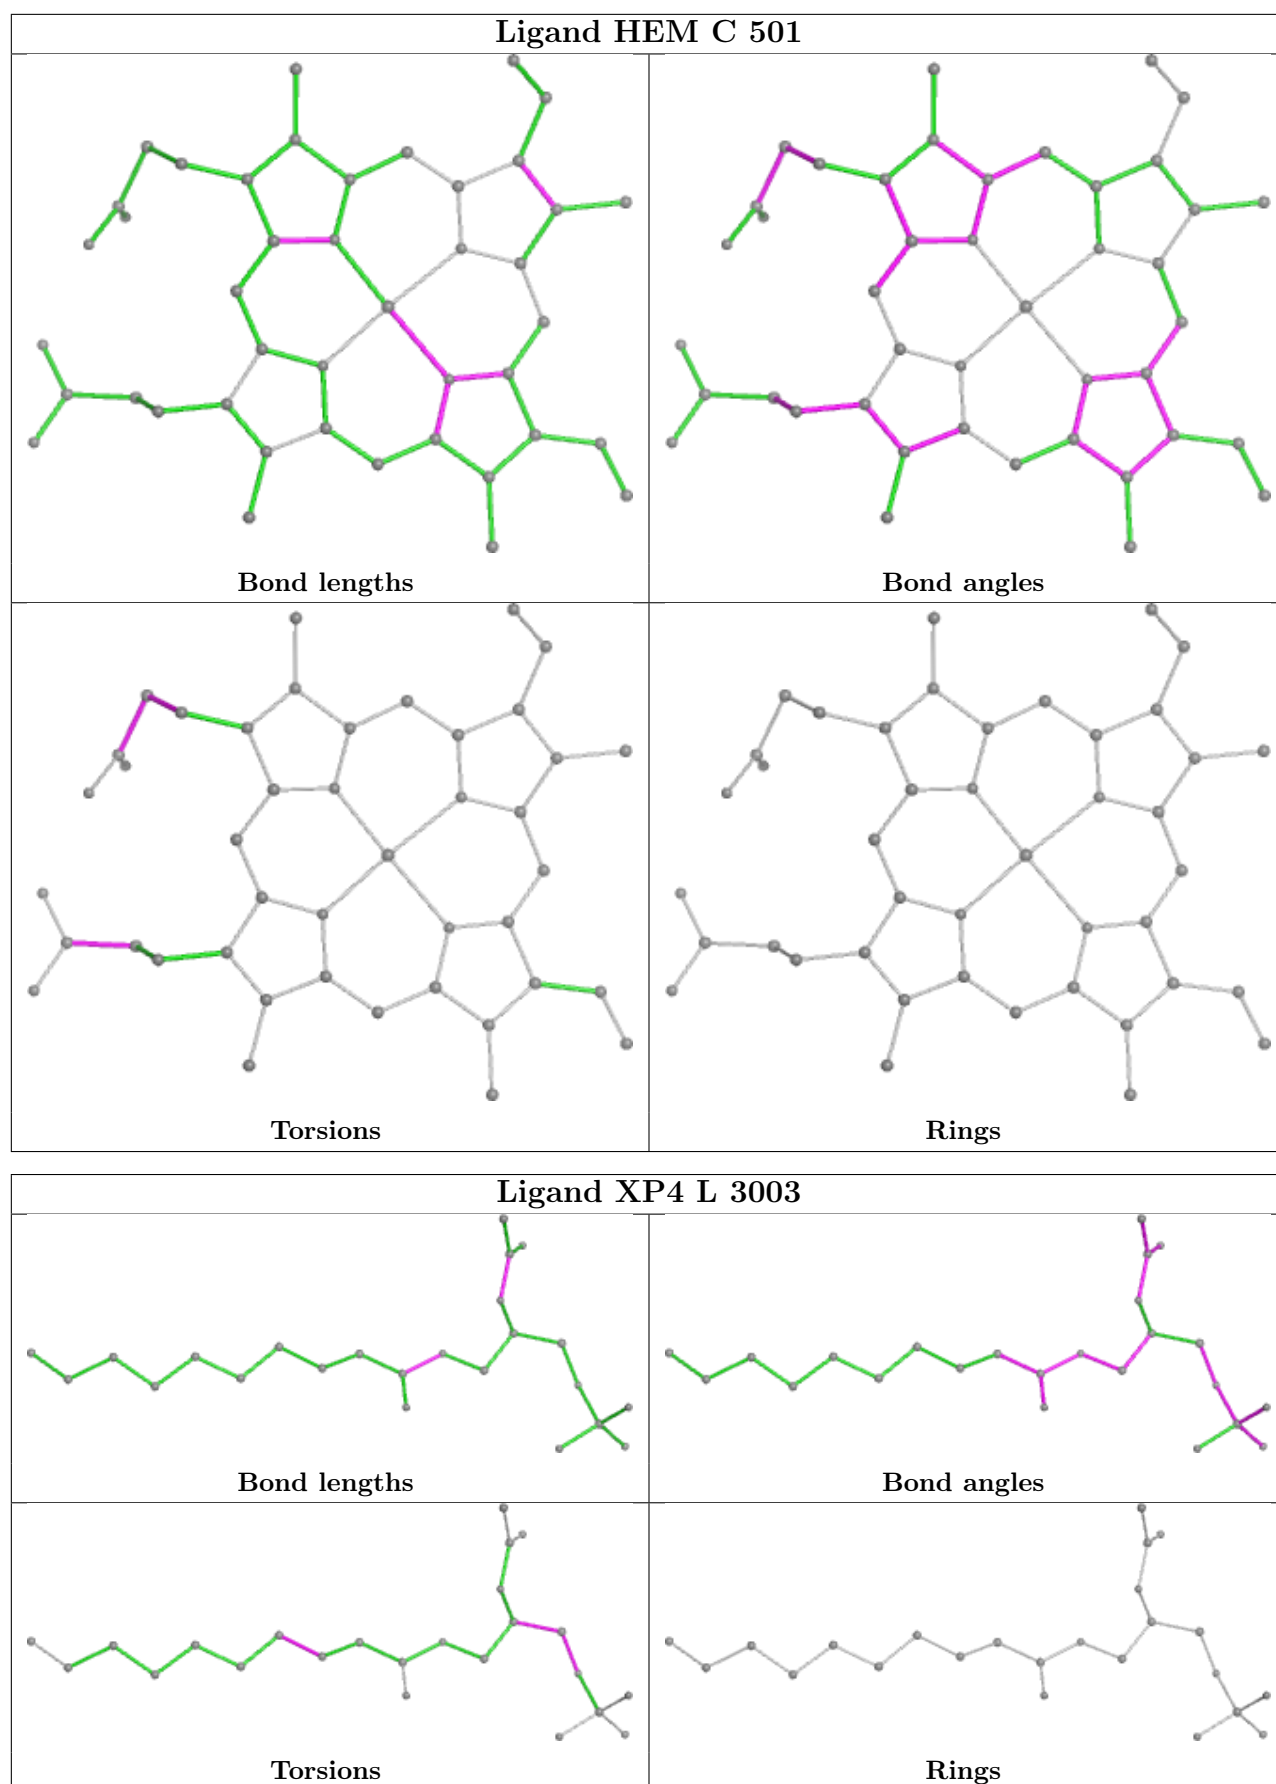 Ligand HEM C 501
Bond lengths
Bond angles
Torsions
Rings
Ligand XP4 L 3003
Bond lengths
Bond angles
Torsions
Rings